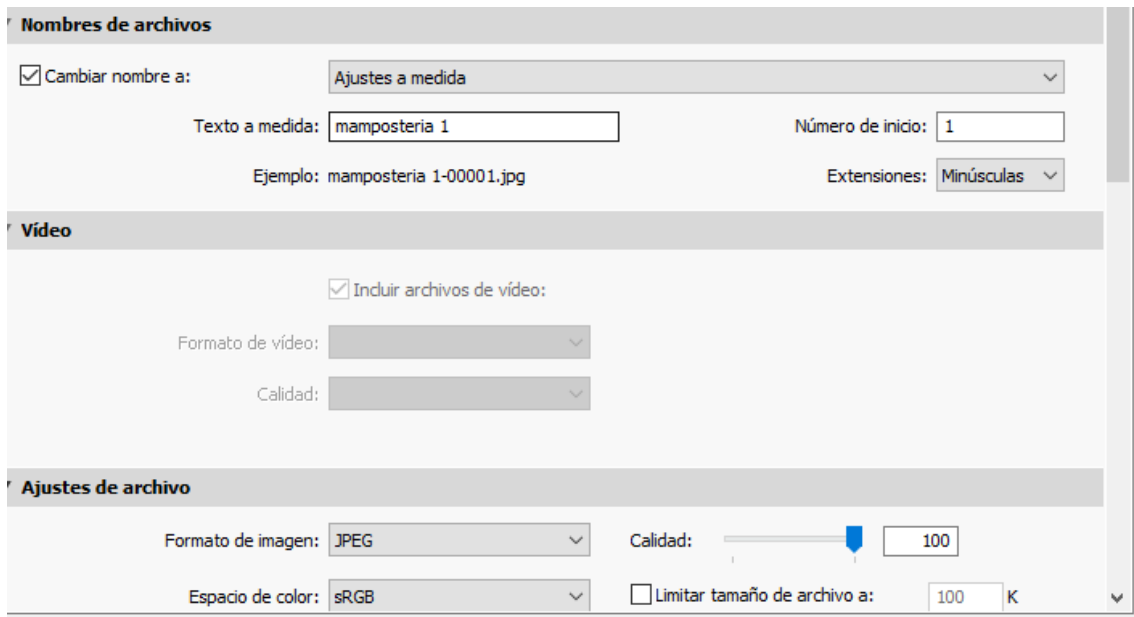 Nombres de archivos
Cambiar nombre a: Ajustes a medida
Texto a medida: mamposteria 1 Número de inicio: 1
Ejemplo: mamposteria 1-00001.jpg Extensiones: Minúsculas
Vídeo
Incluir archivos de vídeo:
Formato de vídeo:
Calidad:
Ajustes de archivo
Formato de imagen: JPEG Calidad: 100
Espacio de color: sRGB Limitar tamaño de archivo a: 100 K